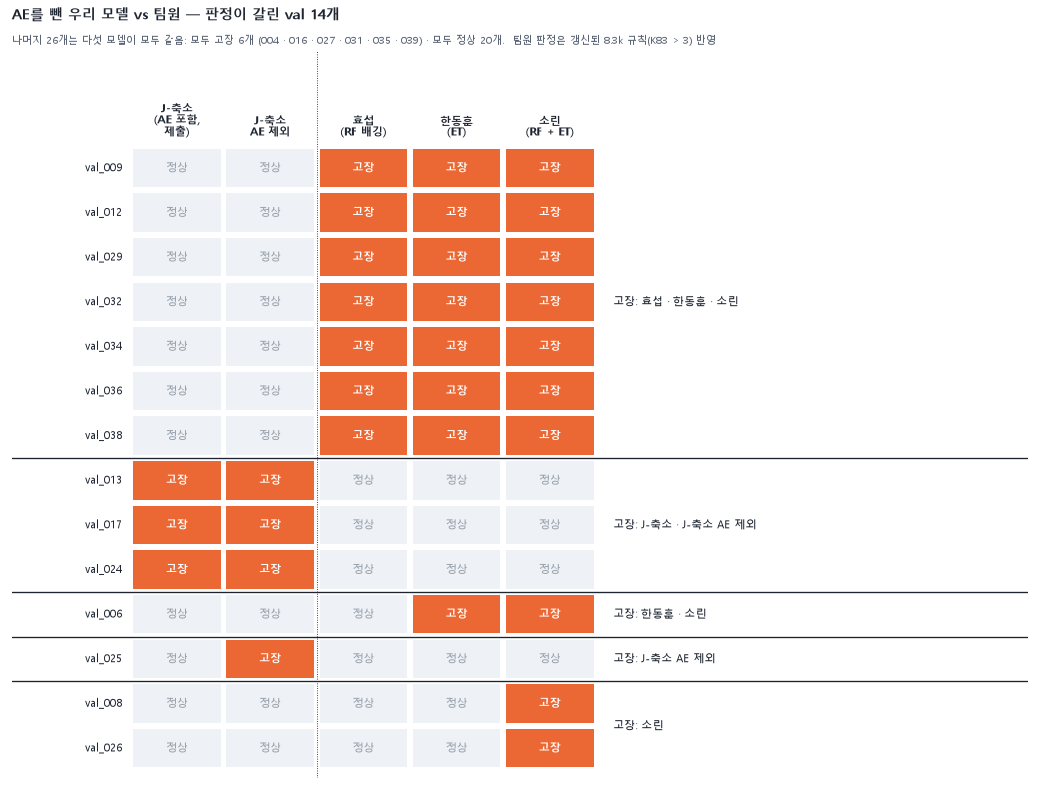 AE를 뺀 우리 모델 vs 팀원 — 판정이 갈린 val 14개
나머지 26개는 다섯 모델이 모두 같음: 모두 고장 6개 (004 · 016 · 027 · 031 · 035 · 039) · 모두 정상 20개. 팀원 판정은 갱신된 8.3k 규칙(K83 > 3) 반영
J-축소
(AE 포함,
제출)
J-축소
AE 제외
효섭
(RF 배깅)
한동훈
(ET)
소린
(RF + ET)
val_009 정상 정상 고장 고장 고장
val_012 정상 정상 고장 고장 고장
val_029 정상 정상 고장 고장 고장
val_032 정상 정상 고장 고장 고장 고장: 효섭 · 한동훈 · 소린
val_034 정상 정상 고장 고장 고장
val_036 정상 정상 고장 고장 고장
val_038 정상 정상 고장 고장 고장
val_013 고장 고장 정상 정상 정상
val_017 고장 고장 정상 정상 정상 고장: J-축소 · J-축소 AE 제외
val_024 고장 고장 정상 정상 정상
val_006 정상 정상 정상 고장 고장 고장: 한동훈 · 소린
val_025 정상 고장 정상 정상 정상 고장: J-축소 AE 제외
val_008 정상 정상 정상 정상 고장
고장: 소린
val_026 정상 정상 정상 정상 고장